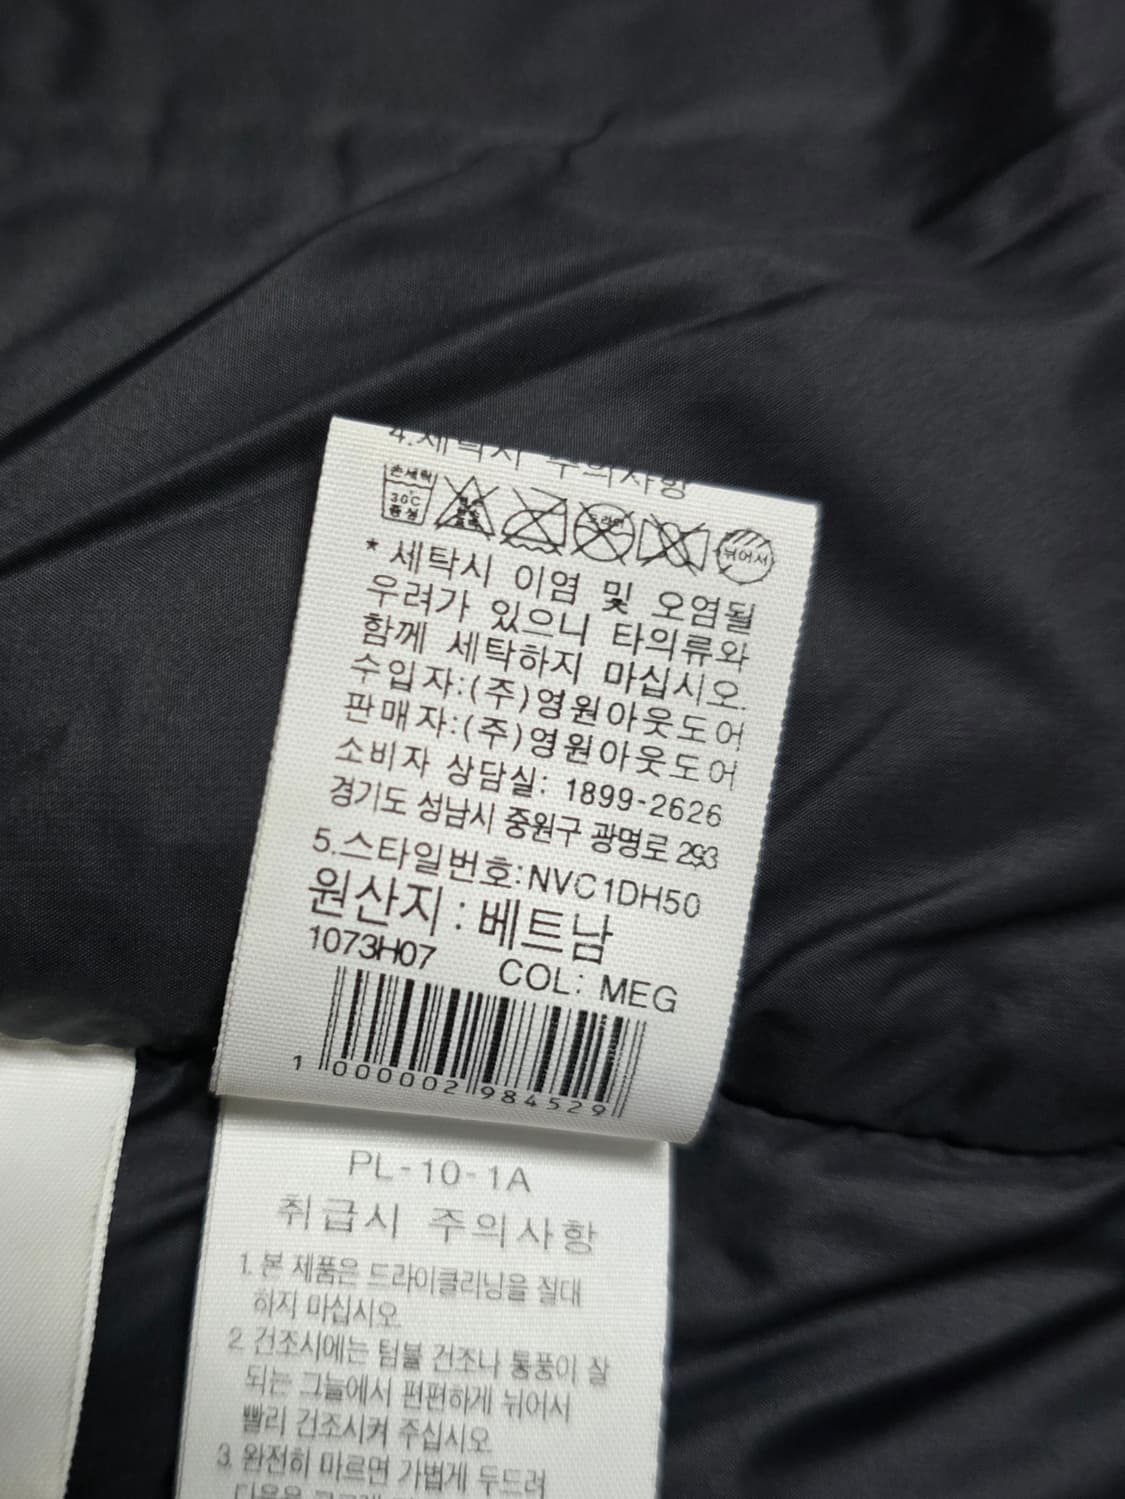 4.세탁시 주의사항
손세탁 30℃ 중성 드라이 뉘어서
* 세탁시 이염 및 오염될
우려가 있으니 타의류와
함께 세탁하지 마십시오.
수입자:(주)영원아웃도어
판매자:(주)영원아웃도어
소비자 상담실: 1899-2626
경기도 성남시 중원구 광명로 293
5.스타일번호:NVC1DH50
원산지 : 베트남
1073H07 COL: MEG
1 000002 984529
PL-10-1A
취급시 주의사항
1. 본 제품은 드라이클리닝을 절대
하지 마십시오.
2. 건조시에는 텀블 건조나 통풍이 잘
되는 그늘에서 편편하게 뉘어서
빨리 건조시켜 주십시오.
3. 완전히 마르면 가볍게 두드려